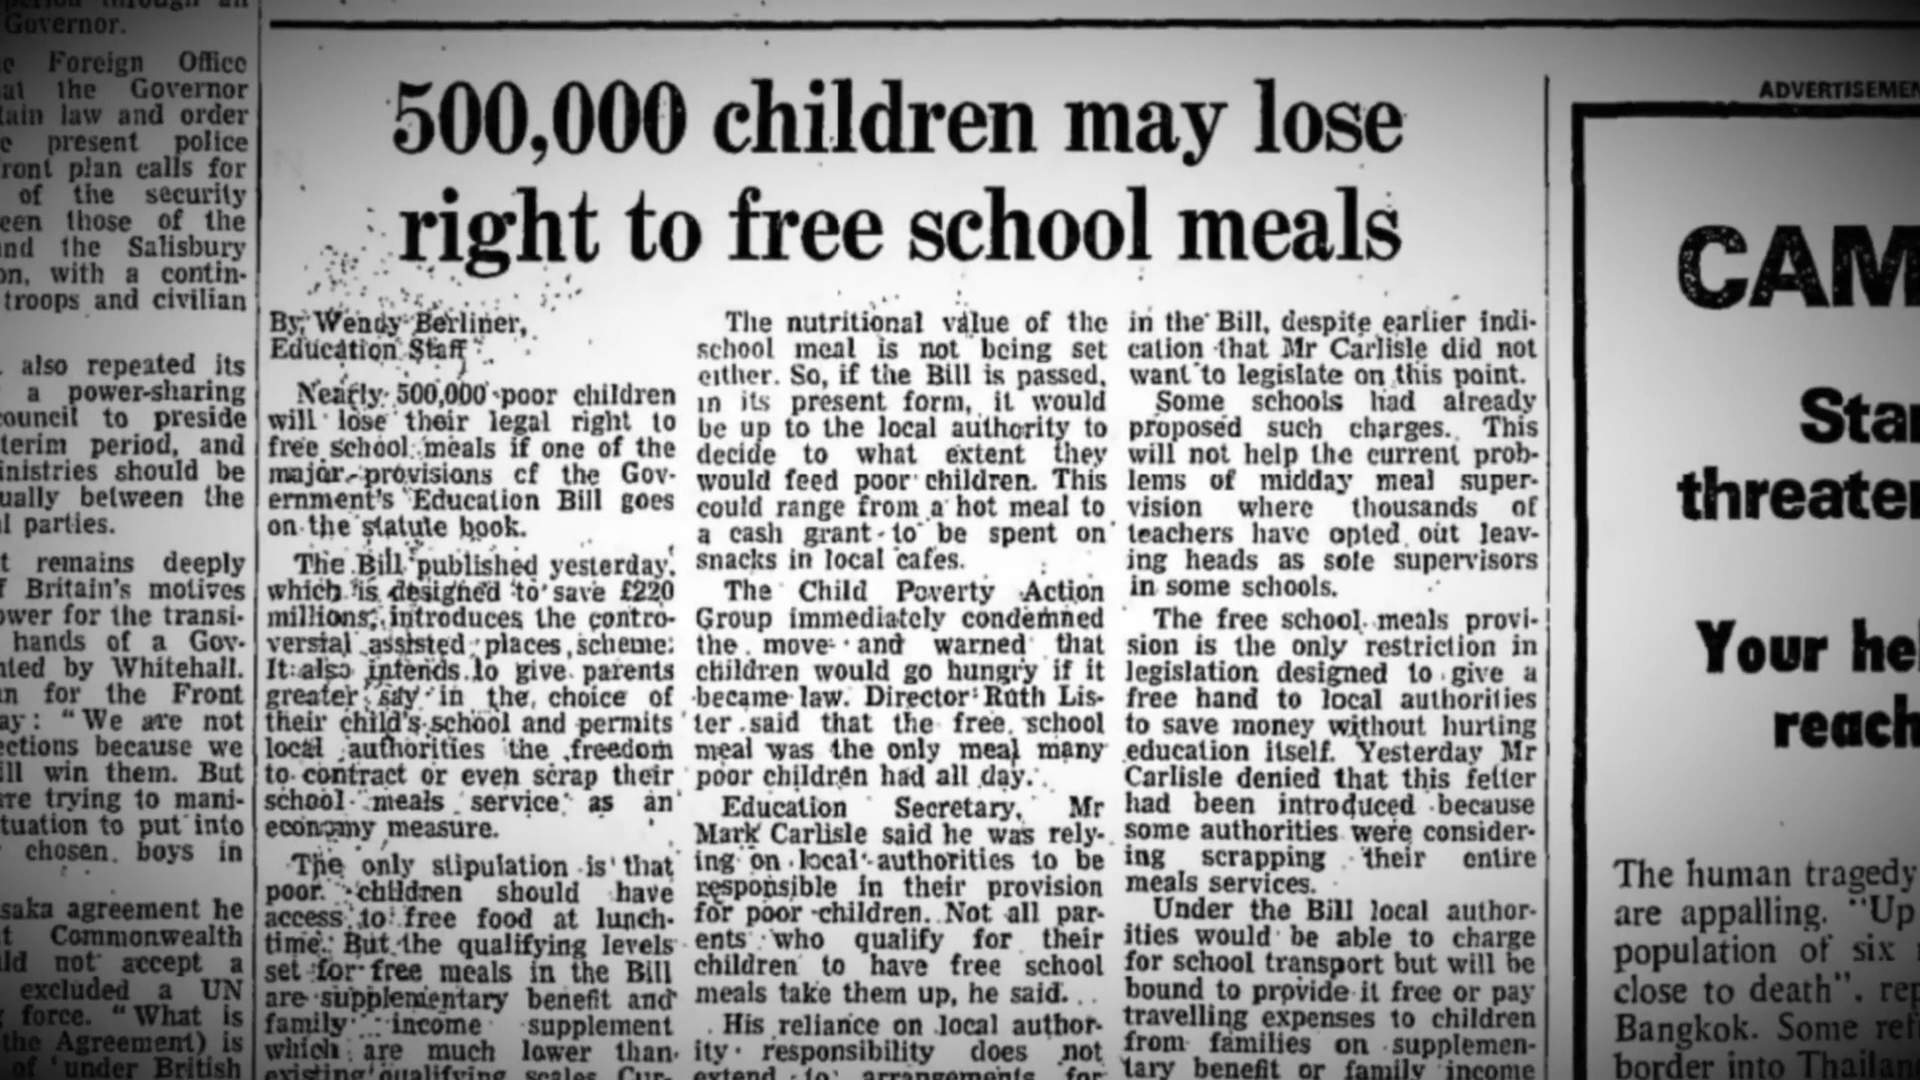 Governor.
Foreign Office
at the Governor
law and order
present police
plan calls for
of the security
those of the
the Salisbury
with a contin-
troops and civilian
also repeated its
a power-sharing
to preside
period, and
should be
between the
parties.
remains deeply
Britain's motives
for the transi-
hands of a Gov-
by Whitehall.
for the Front
"We are not
because we
win them. But
trying to mani-
to put into
chosen boys in
agreement he
Commonwealth
not accept a
excluded a UN
force. "What is
the Agreement) is
of 'under British
500,000 children may lose
right to free school meals
By Wendy Berliner,
Education Staff
Nearly 500,000 poor children
will lose their legal right to
free school meals if one of the
major provisions of the Gov-
ernment's Education Bill goes
on the statute book.
The Bill published yesterday,
which is designed to save £220
millions, introduces the contro-
versial assisted places scheme:
It also intends to give parents
greater say in the choice of
their child's school and permits
local authorities the freedom
to contract or even scrap their
school meals service as an
economy measure.
The only stipulation is that
poor children should have
access to free food at lunch-
time. But the qualifying levels
set for free meals in the Bill
are supplementary benefit and
family income supplement
which are much lower than
existing qualifying scales. Cur-
The nutritional value of the
school meal is not being set
either. So, if the Bill is passed,
in its present form, it would
be up to the local authority to
decide to what extent they
would feed poor children. This
could range from a hot meal to
a cash grant to be spent on
snacks in local cafes.
The Child Poverty Action
Group immediately condemned
the move and warned that
children would go hungry if it
became law. Director Ruth Lis-
ter said that the free school
meal was the only meal many
poor children had all day.
Education Secretary, Mr
Mark Carlisle said he was rely-
ing on local authorities to be
responsible in their provision
for poor children. Not all par-
ents who qualify for their
children to have free school
meals take them up, he said.
His reliance on local author-
ity responsibility does not
extend to arrangements for
in the Bill, despite earlier indi-
cation that Mr Carlisle did not
want to legislate on this point.
Some schools had already
proposed such charges. This
will not help the current prob-
lems of midday meal super-
vision where thousands of
teachers have opted out leav-
ing heads as sole supervisors
in some schools.
The free school meals provi-
sion is the only restriction in
legislation designed to give a
free hand to local authorities
to save money without hurting
education itself. Yesterday Mr
Carlisle denied that this fetter
had been introduced because
some authorities were consider-
ing scrapping their entire
meals services.
Under the Bill local author-
ities would be able to charge
for school transport but will be
bound to provide it free or pay
travelling expenses to children
from families on supplemen-
tary benefit or family income
ADVERTISEMEN
CAM
Star
threaten
Your hel
reach
The human tragedy
are appalling. "Up
population of six
close to death", rep
Bangkok. Some ref
border into Thailan